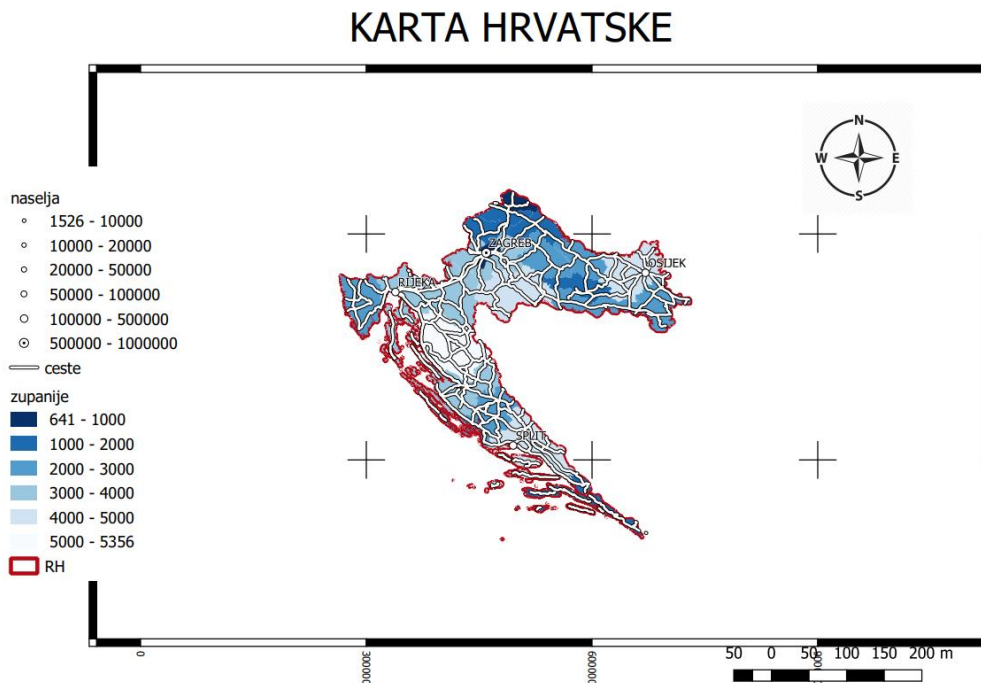 KARTA HRVATSKE
N
W E
S
naselja
1526 - 10000
10000 - 20000
20000 - 50000
50000 - 100000
100000 - 500000
500000 - 1000000
ceste
zupanije
641 - 1000
1000 - 2000
2000 - 3000
3000 - 4000
4000 - 5000
5000 - 5356
RH
ZAGREB
OSIJEK
RIJEKA
SPLIT
0
50 0 50 100 150 200 m